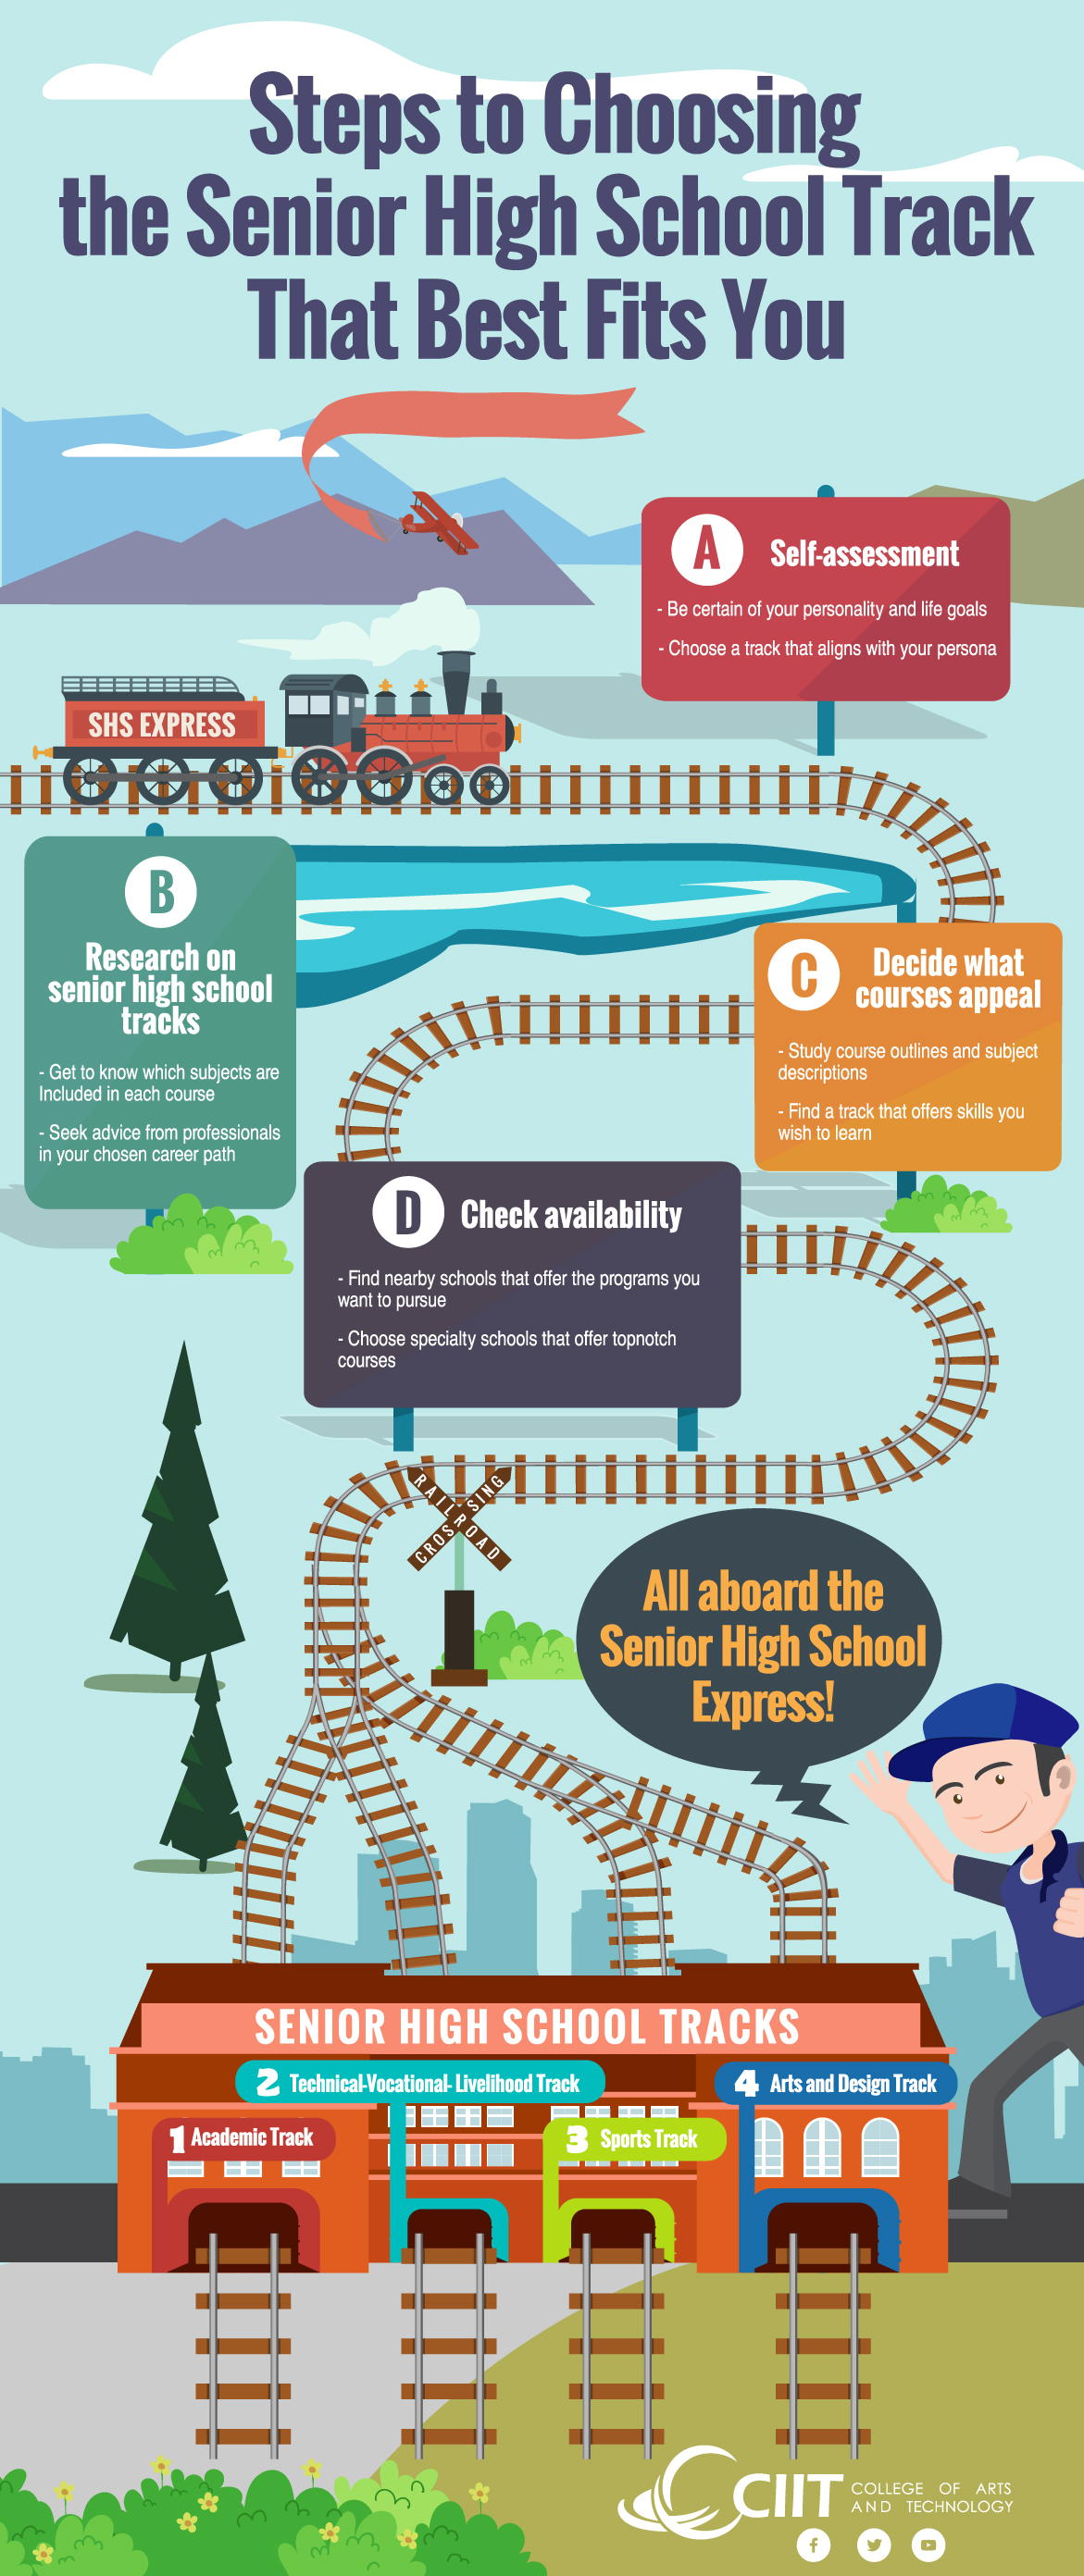 Steps to Choosing
the Senior High School Track
That Best Fits You
A
Self-assessment
- Be certain of your personality and life goals
- Choose a track that aligns with your persona
SHS EXPRESS
B
Research on
senior high school
tracks
- Get to know which subjects are
Included in each course
- Seek advice from professionals
in your chosen career path
C
Decide what
courses appeal
- Study course outlines and subject
descriptions
- Find a track that offers skills you
wish to learn
D
Check availability
- Find nearby schools that offer the programs you
want to pursue
- Choose specialty schools that offer topnotch
courses
RAILROAD
CROSSING
All aboard the
Senior High School
Express!
SENIOR HIGH SCHOOL TRACKS
2 Technical-Vocational- Livelihood Track
4 Arts and Design Track
1 Academic Track
3 Sports Track
CIIT
COLLEGE OF ARTS
AND TECHNOLOGY